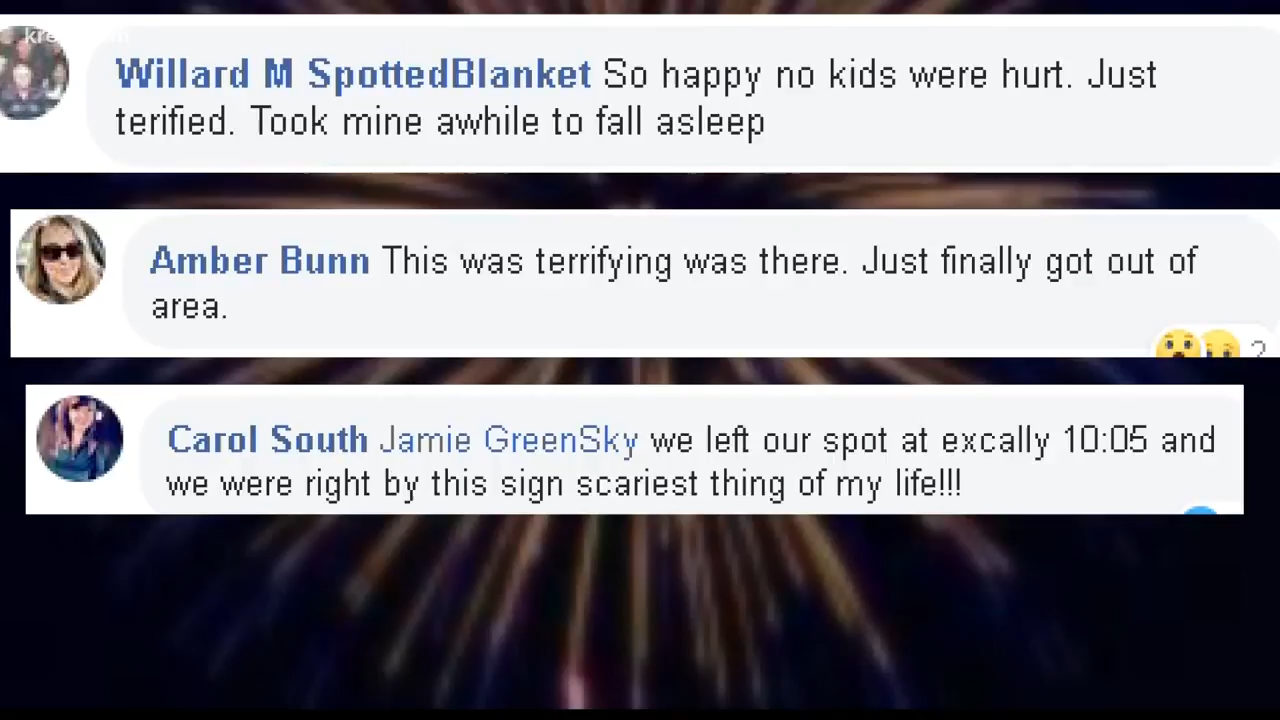 Willard M SpottedBlanket So happy no kids were hurt. Just
terified. Took mine awhile to fall asleep
Amber Bunn This was terrifying was there. Just finally got out of
area.
2
Carol South Jamie GreenSky we left our spot at excally 10:05 and
we were right by this sign scariest thing of my life!!!